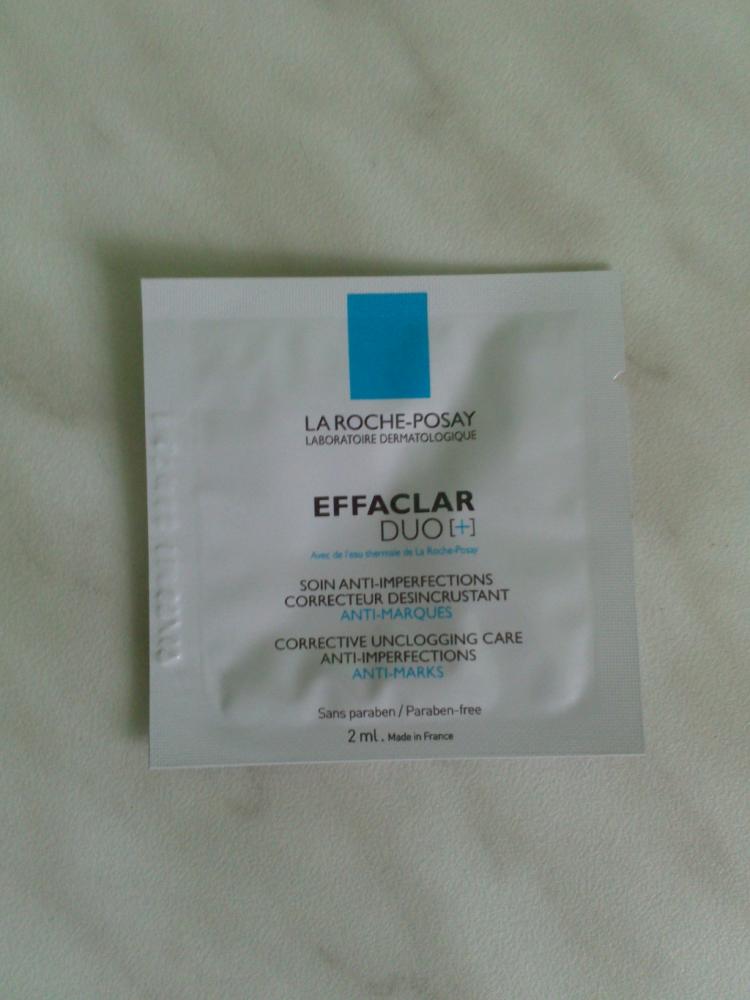 LA ROCHE-POSAY
LABORATOIRE DERMATOLOGIQUE
EFFACLAR
DUO [+]
Avec de l'eau thermale de La Roche-Posay
SOIN ANTI-IMPERFECTIONS
CORRECTEUR DESINCRUSTANT
ANTI-MARQUES
CORRECTIVE UNCLOGGING CARE
ANTI-IMPERFECTIONS
ANTI-MARKS
Sans paraben / Paraben-free
2 ml . Made in France